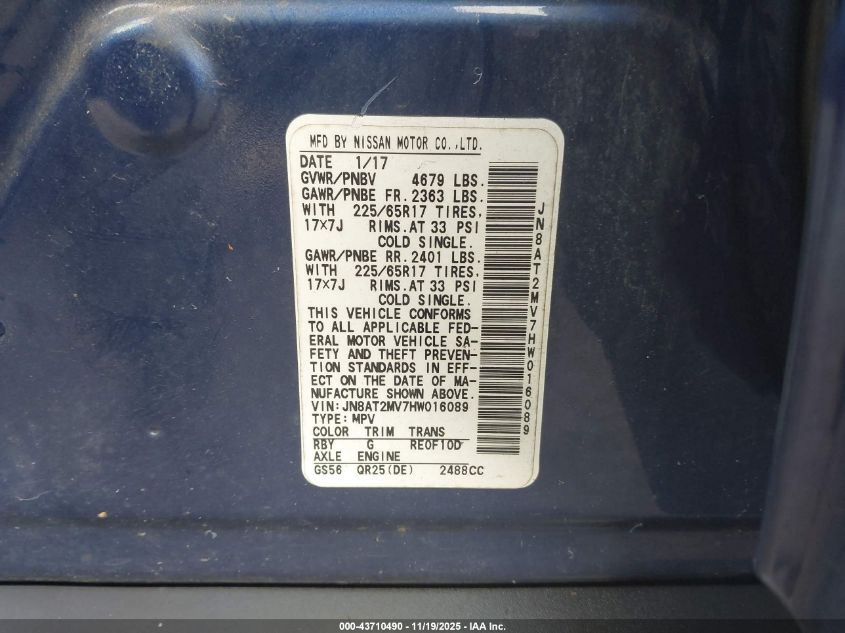 MFD BY NISSAN MOTOR CO.,LTD.
DATE 1/17
GVWR/PNBV 4679 LBS.
GAWR/PNBE FR. 2363 LBS.
WITH 225/65R17 TIRES,
17×7J RIMS.AT 33 PSI
COLD SINGLE.
GAWR/PNBE RR. 2401 LBS.
WITH 225/65R17 TIRES,
17×7J RIMS.AT 33 PSI
COLD SINGLE.
THIS VEHICLE CONFORMS
TO ALL APPLICABLE FED-
ERAL MOTOR VEHICLE SA-
FETY AND THEFT PREVEN-
TION STANDARDS IN EFF-
ECT ON THE DATE OF MA-
NUFACTURE SHOWN ABOVE.
VIN:JN8AT2MV7HW016089
TYPE:MPV
COLOR TRIM TRANS
RBY G RE0F10D
AXLE ENGINE
GS56 QR25(DE) 2488CC
JN8AT2MV7HW016089
000-43710490 - 11/19/2025 - IAA Inc.